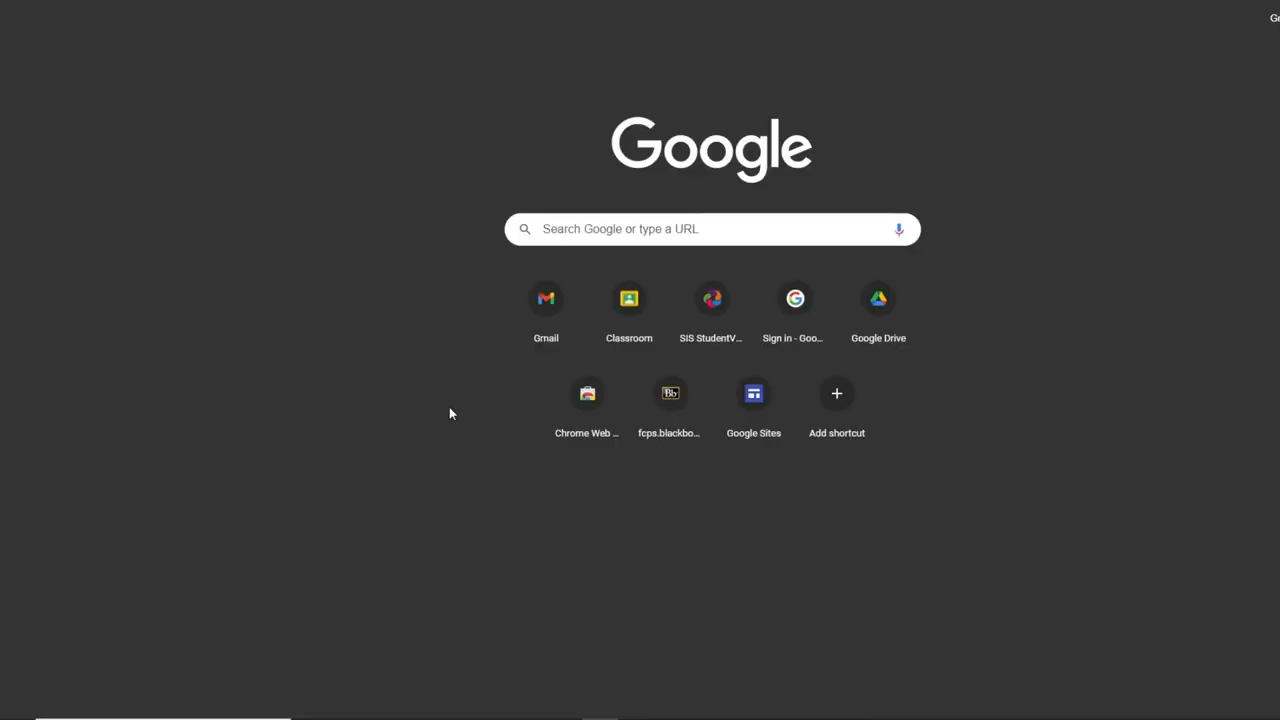 Google
Search Google or type a URL
Gmail
Classroom
SIS StudentV...
Sign in - Goo...
Google Drive
Chrome Web ...
Bb
fcps.blackbo...
Google Sites
Add shortcut